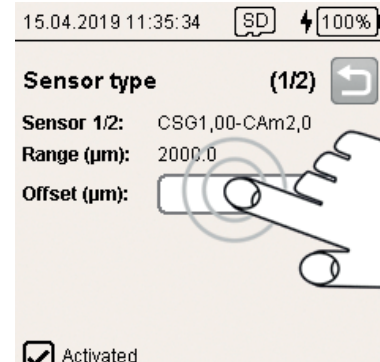 15.04.2019 11:35:34 SD 100%
Sensor type (1/2)
Sensor 1/2: CSG1,00-CAm2,0
Range (µm): 2000.0
Offset (µm):
Activated